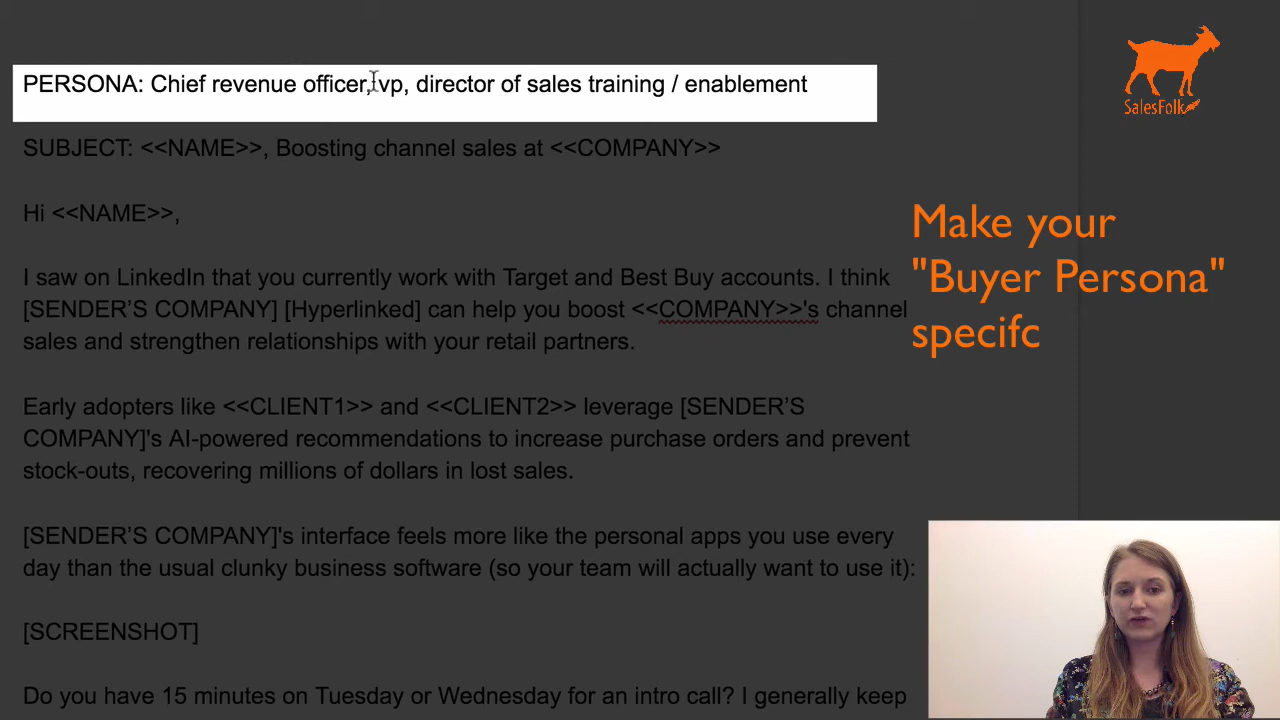 PERSONA: Chief revenue officer, vp, director of sales training / enablement
SalesFolk
SUBJECT: <<NAME>>, Boosting channel sales at <<COMPANY>>
Hi <<NAME>>,
Make your
"Buyer Persona"
specifc
I saw on LinkedIn that you currently work with Target and Best Buy accounts. I think
[SENDER’S COMPANY] [Hyperlinked] can help you boost <<COMPANY>>'s channel
sales and strengthen relationships with your retail partners.
Early adopters like <<CLIENT1>> and <<CLIENT2>> leverage [SENDER’S
COMPANY]'s AI-powered recommendations to increase purchase orders and prevent
stock-outs, recovering millions of dollars in lost sales.
[SENDER’S COMPANY]'s interface feels more like the personal apps you use every
day than the usual clunky business software (so your team will actually want to use it):
[SCREENSHOT]
Do you have 15 minutes on Tuesday or Wednesday for an intro call? I generally keep